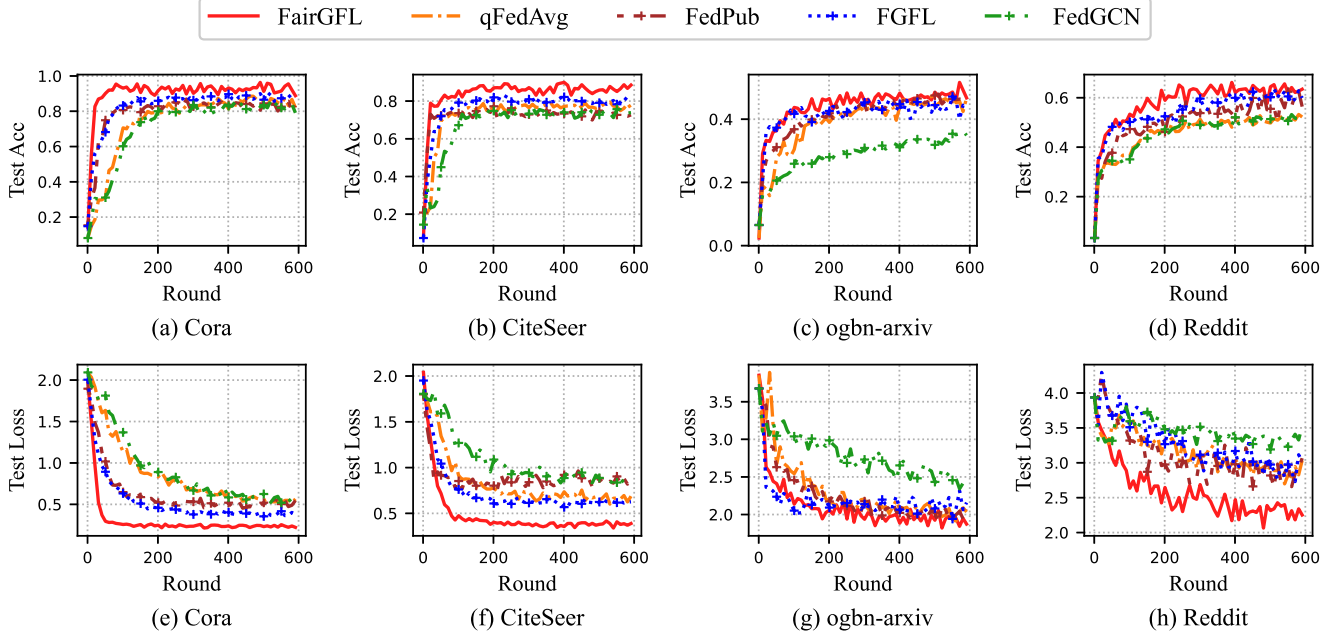 FairGFL qFedAvg FedPub FGFL FedGCN
Test Acc
1.0
0.8
0.6
0.4
0.2
0 200 400 600
Round
(a) Cora
Test Acc
0.8
0.6
0.4
0.2
0 200 400 600
Round
(b) CiteSeer
Test Acc
0.4
0.2
0.0
0 200 400 600
Round
(c) ogbn-arxiv
Test Acc
0.6
0.4
0.2
0 200 400 600
Round
(d) Reddit
Test Loss
2.0
1.5
1.0
0.5
0 200 400 600
Round
(e) Cora
Test Loss
2.0
1.5
1.0
0.5
0 200 400 600
Round
(f) CiteSeer
Test Loss
3.5
3.0
2.5
2.0
0 200 400 600
Round
(g) ogbn-arxiv
Test Loss
4.0
3.5
3.0
2.5
2.0
0 200 400 600
Round
(h) Reddit